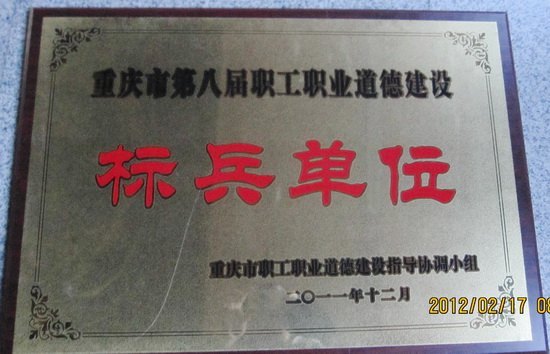 重庆市第八届职工职业道德建设
标兵单位
重庆市职工职业道德建设指导协调小组
二〇一一年十二月
2012/02/17 08